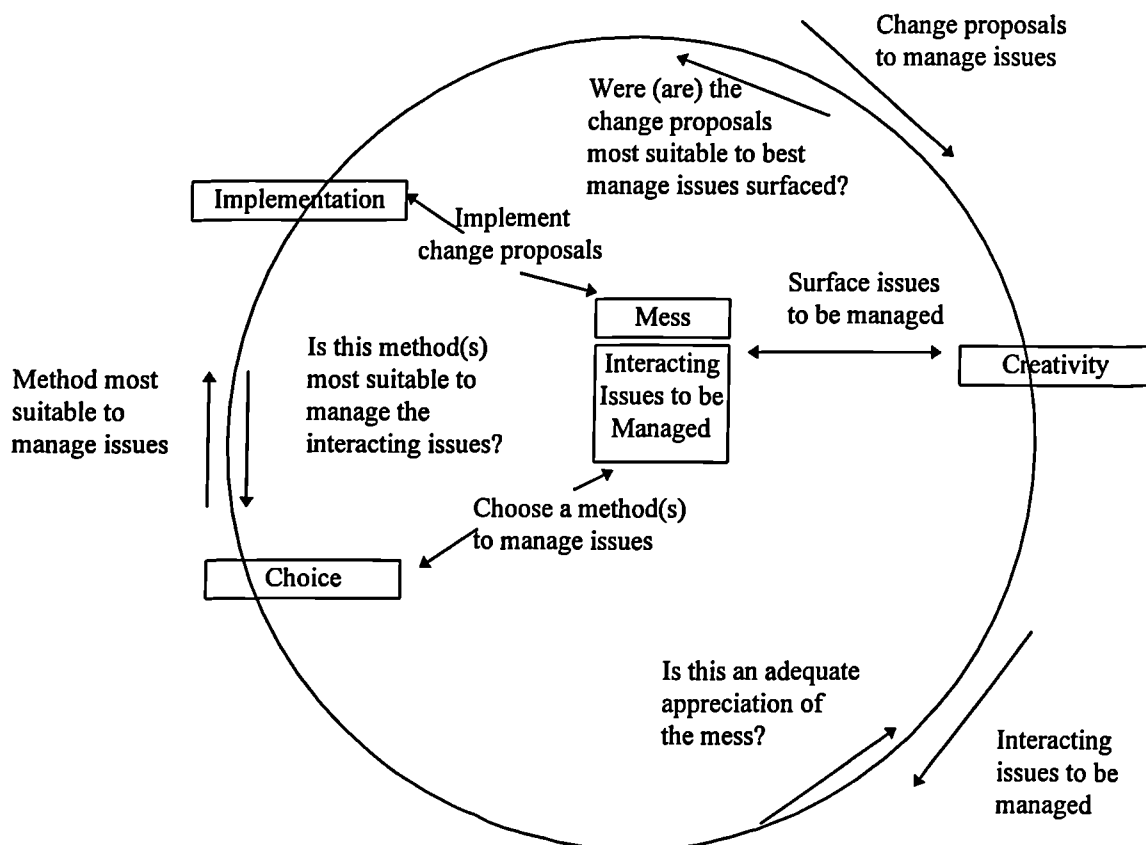 Change proposals
to manage issues
Were (are) the
change proposals
most suitable to best
manage issues surfaced?
Implementation
Implement
change proposals
Surface issues
to be managed
Mess
Interacting
Issues to be
Managed
Creativity
Is this method(s)
most suitable to
manage the
interacting issues?
Method most
suitable to
manage issues
Choose a method(s)
to manage issues
Choice
Is this an adequate
appreciation of
the mess?
Interacting
issues to be
managed